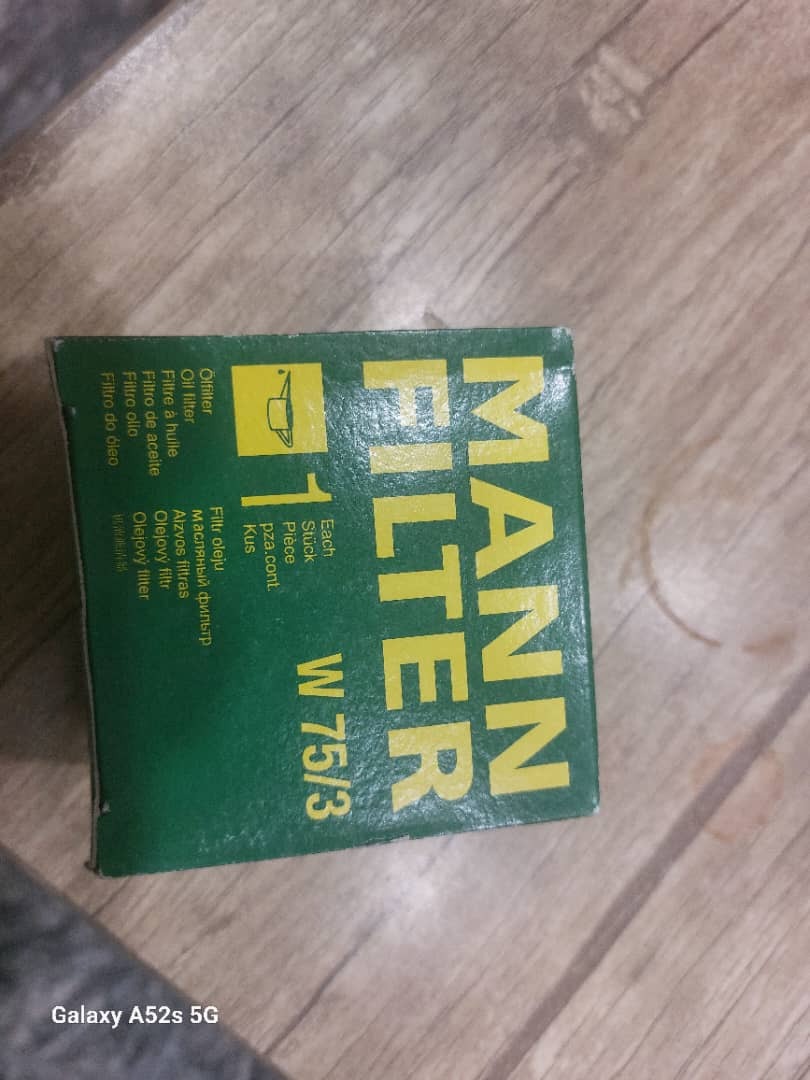 MANN
FILTER
W 75/3
1
Each
Stück
Pièce
pza.cont.
Kus
Ölfilter
Oil filter
Filtre à huile
Filtro de aceite
Filtro olio
Filtro do óleo
Filtr oleju
масляный фильтр
Alyvos filtras
Olejový filtr
Olejový filter
Galaxy A52s 5G